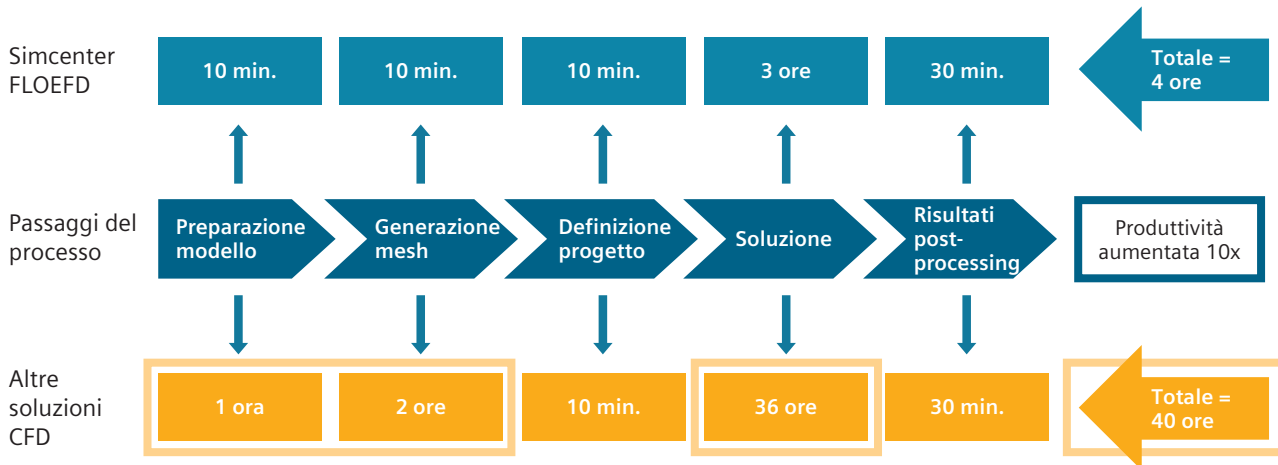 Simcenter
FLOEFD
10 min.
10 min.
10 min.
3 ore
30 min.
Totale =
4 ore
Passaggi del
processo
Preparazione
modello
Generazione
mesh
Definizione
progetto
Soluzione
Risultati
post-
processing
Produttività
aumentata 10x
Altre
soluzioni
CFD
1 ora
2 ore
10 min.
36 ore
30 min.
Totale =
40 ore